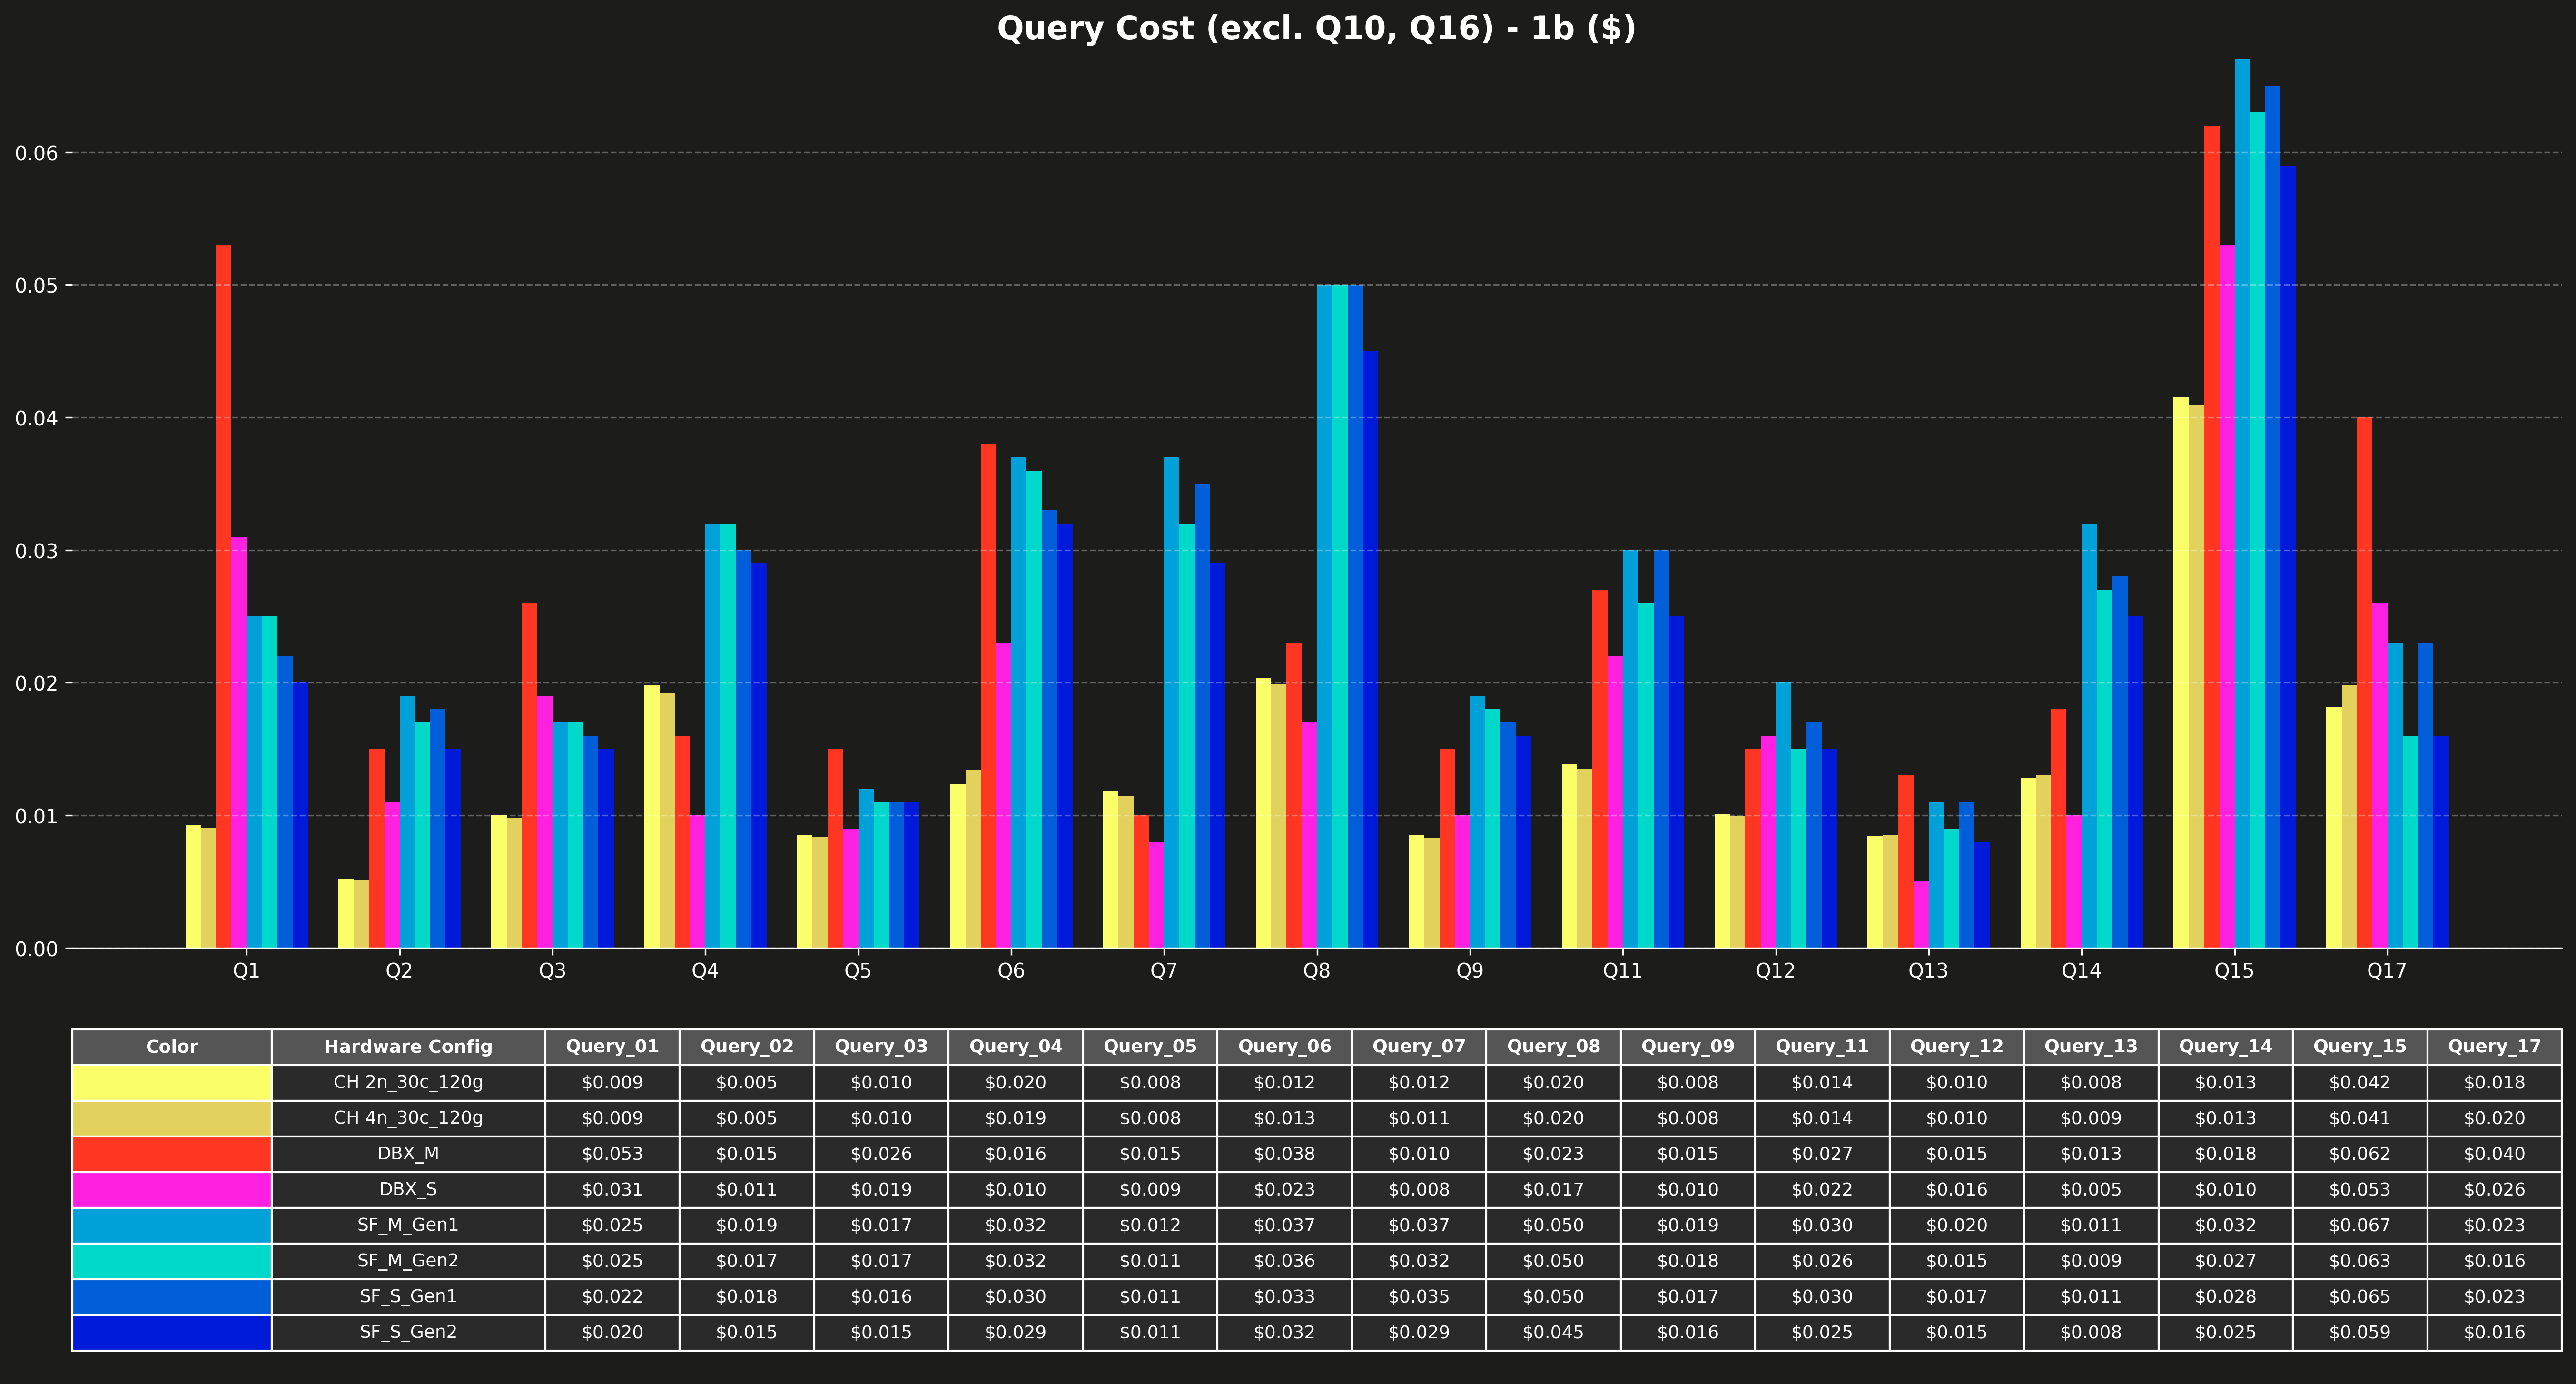 Query Cost (excl. Q10, Q16) - 1b ($)
0.06
0.05
0.04
0.03
0.02
0.01
0.00
Q1 Q2 Q3 Q4 Q5 Q6 Q7 Q8 Q9 Q11 Q12 Q13 Q14 Q15 Q17
Color Hardware Config Query_01 Query_02 Query_03 Query_04 Query_05 Query_06 Query_07 Query_08 Query_09 Query_11 Query_12 Query_13 Query_14 Query_15 Query_17
CH 2n_30c_120g $0.009 $0.005 $0.010 $0.020 $0.008 $0.012 $0.012 $0.020 $0.008 $0.014 $0.010 $0.008 $0.013 $0.042 $0.018
CH 4n_30c_120g $0.009 $0.005 $0.010 $0.019 $0.008 $0.013 $0.011 $0.020 $0.008 $0.014 $0.010 $0.009 $0.013 $0.041 $0.020
DBX_M $0.053 $0.015 $0.026 $0.016 $0.015 $0.038 $0.010 $0.023 $0.015 $0.027 $0.015 $0.013 $0.018 $0.062 $0.040
DBX_S $0.031 $0.011 $0.019 $0.010 $0.009 $0.023 $0.008 $0.017 $0.010 $0.022 $0.016 $0.005 $0.010 $0.053 $0.026
SF_M_Gen1 $0.025 $0.019 $0.017 $0.032 $0.012 $0.037 $0.037 $0.050 $0.019 $0.030 $0.020 $0.011 $0.032 $0.067 $0.023
SF_M_Gen2 $0.025 $0.017 $0.017 $0.032 $0.011 $0.036 $0.032 $0.050 $0.018 $0.026 $0.015 $0.009 $0.027 $0.063 $0.016
SF_S_Gen1 $0.022 $0.018 $0.016 $0.030 $0.011 $0.033 $0.035 $0.050 $0.017 $0.030 $0.017 $0.011 $0.028 $0.065 $0.023
SF_S_Gen2 $0.020 $0.015 $0.015 $0.029 $0.011 $0.032 $0.029 $0.045 $0.016 $0.025 $0.015 $0.008 $0.025 $0.059 $0.016